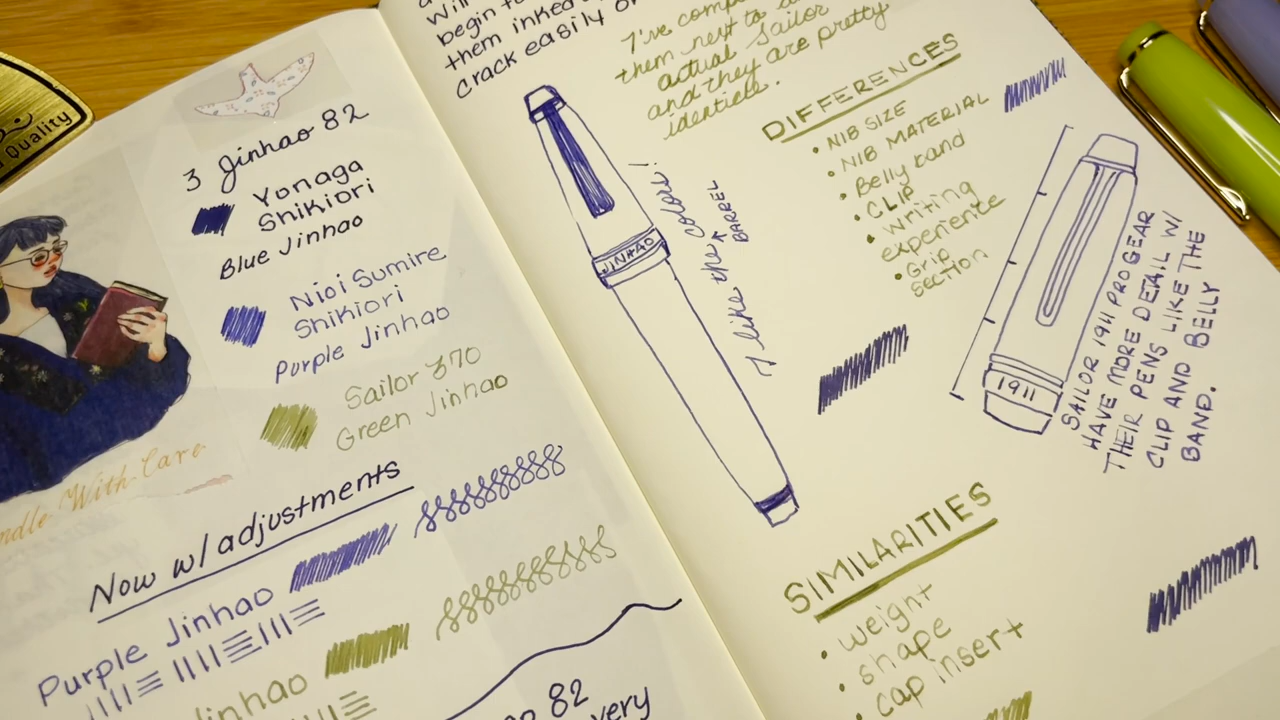 Quality
3 Jinhao 82
Yonaga
Shikiori
Blue Jinhao
Nioi Sumire
Shikiori
Purple Jinhao
Sailor 370
Green Jinhao
With Care
Now w/ adjustments
Purple Jinhao
Jinhao
82
very
Will
begin to
them inked
crack easily
I've
them next to
actual Sailor
and they are pretty
identical.
JINHAO
I like the colors!
BARREL
DIFFERENCES
• NIB SIZE
• NIB MATERIAL
• Belly band
• CLIP
• writing
experience
• Grip
section
1911
SAILOR 1911 PRO GEAR
HAVE MORE DETAIL W/
THEIR PENS LIKE THE
CLIP AND BELLY
BAND.
SIMILARITIES
• weight
• shape
• cap insert